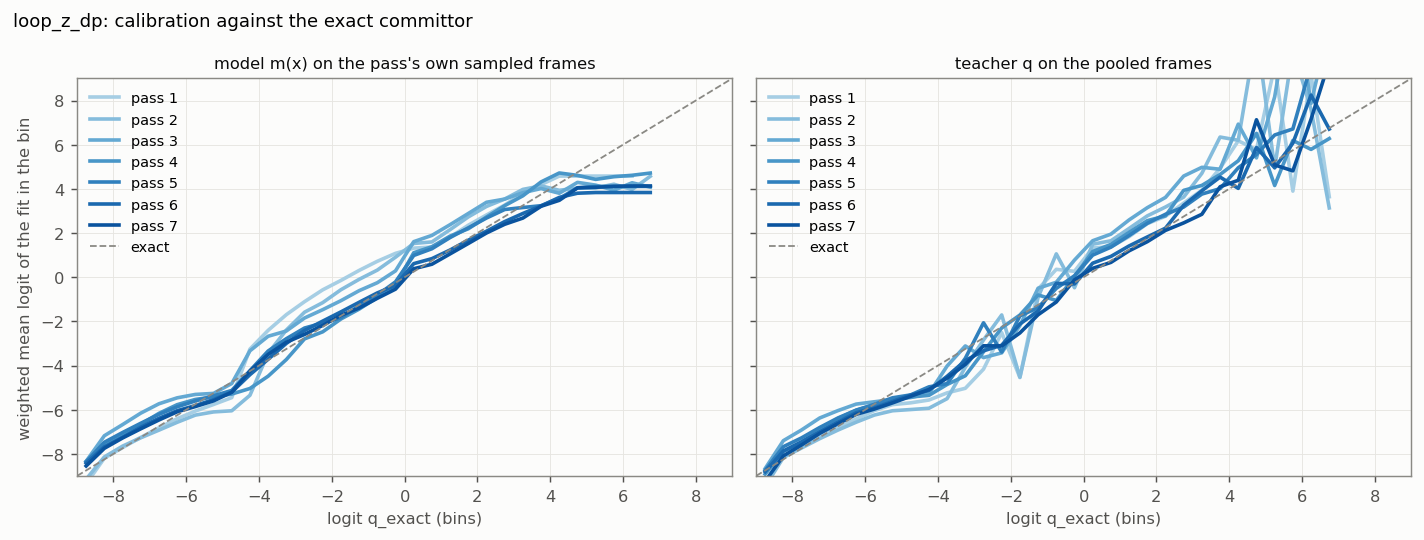 loop_z_dp: calibration against the exact committor
model m(x) on the pass's own sampled frames
weighted mean logit of the fit in the bin
8
6
4
2
0
−2
−4
−6
−8
pass 1
pass 2
pass 3
pass 4
pass 5
pass 6
pass 7
exact
−8 −6 −4 −2 0 2 4 6 8
logit q_exact (bins)
teacher q on the pooled frames
pass 1
pass 2
pass 3
pass 4
pass 5
pass 6
pass 7
exact
−8 −6 −4 −2 0 2 4 6 8
logit q_exact (bins)